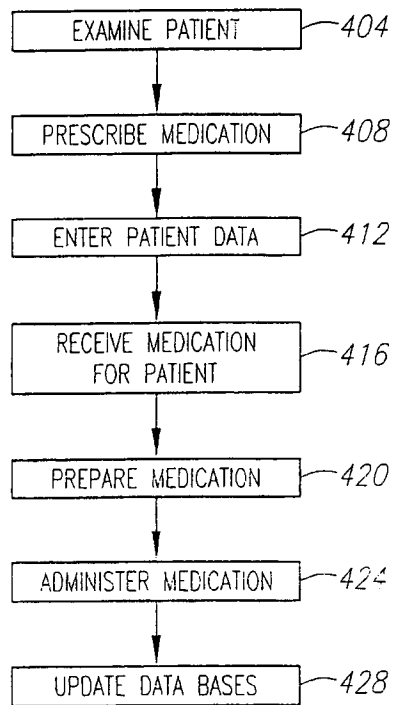 EXAMINE PATIENT 404
PRESCRIBE MEDICATION 408
ENTER PATIENT DATA 412
RECEIVE MEDICATION
FOR PATIENT 416
PREPARE MEDICATION 420
ADMINISTER MEDICATION 424
UPDATE DATA BASES 428